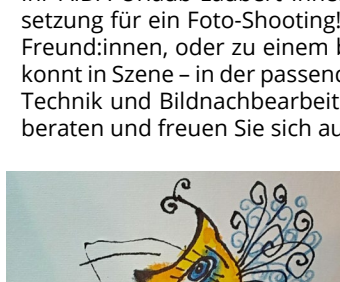 setzung für ein Foto-Shooting!
Freund:innen, oder zu einem
konnt in Szene – in der passend
Technik und Bildnachbearbeit
beraten und freuen Sie sich au